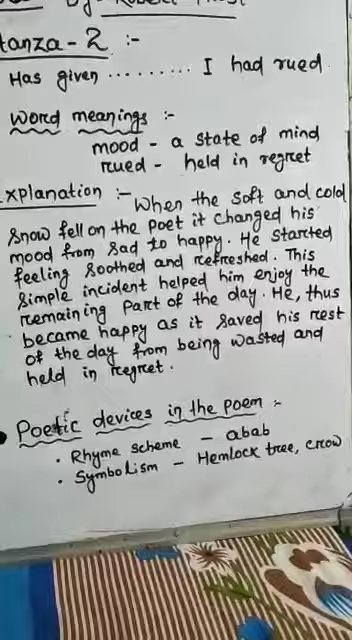 By- Robert Frost
tanza-2 :-
Has given ......... I had rued
Word meanings :-
mood - a state of mind
rued - held in regret
Explanation :- When the soft and cold
snow fell on the poet it changed his
mood from sad to happy. He started
feeling soothed and refreshed. This
simple incident helped him enjoy the
remaining part of the day. He, thus
became happy as it saved his rest
of the day from being wasted and
held in regret.
• Poetic devices in the poem :-
• Rhyme scheme - abab
• Symbolism - Hemlock tree, crow